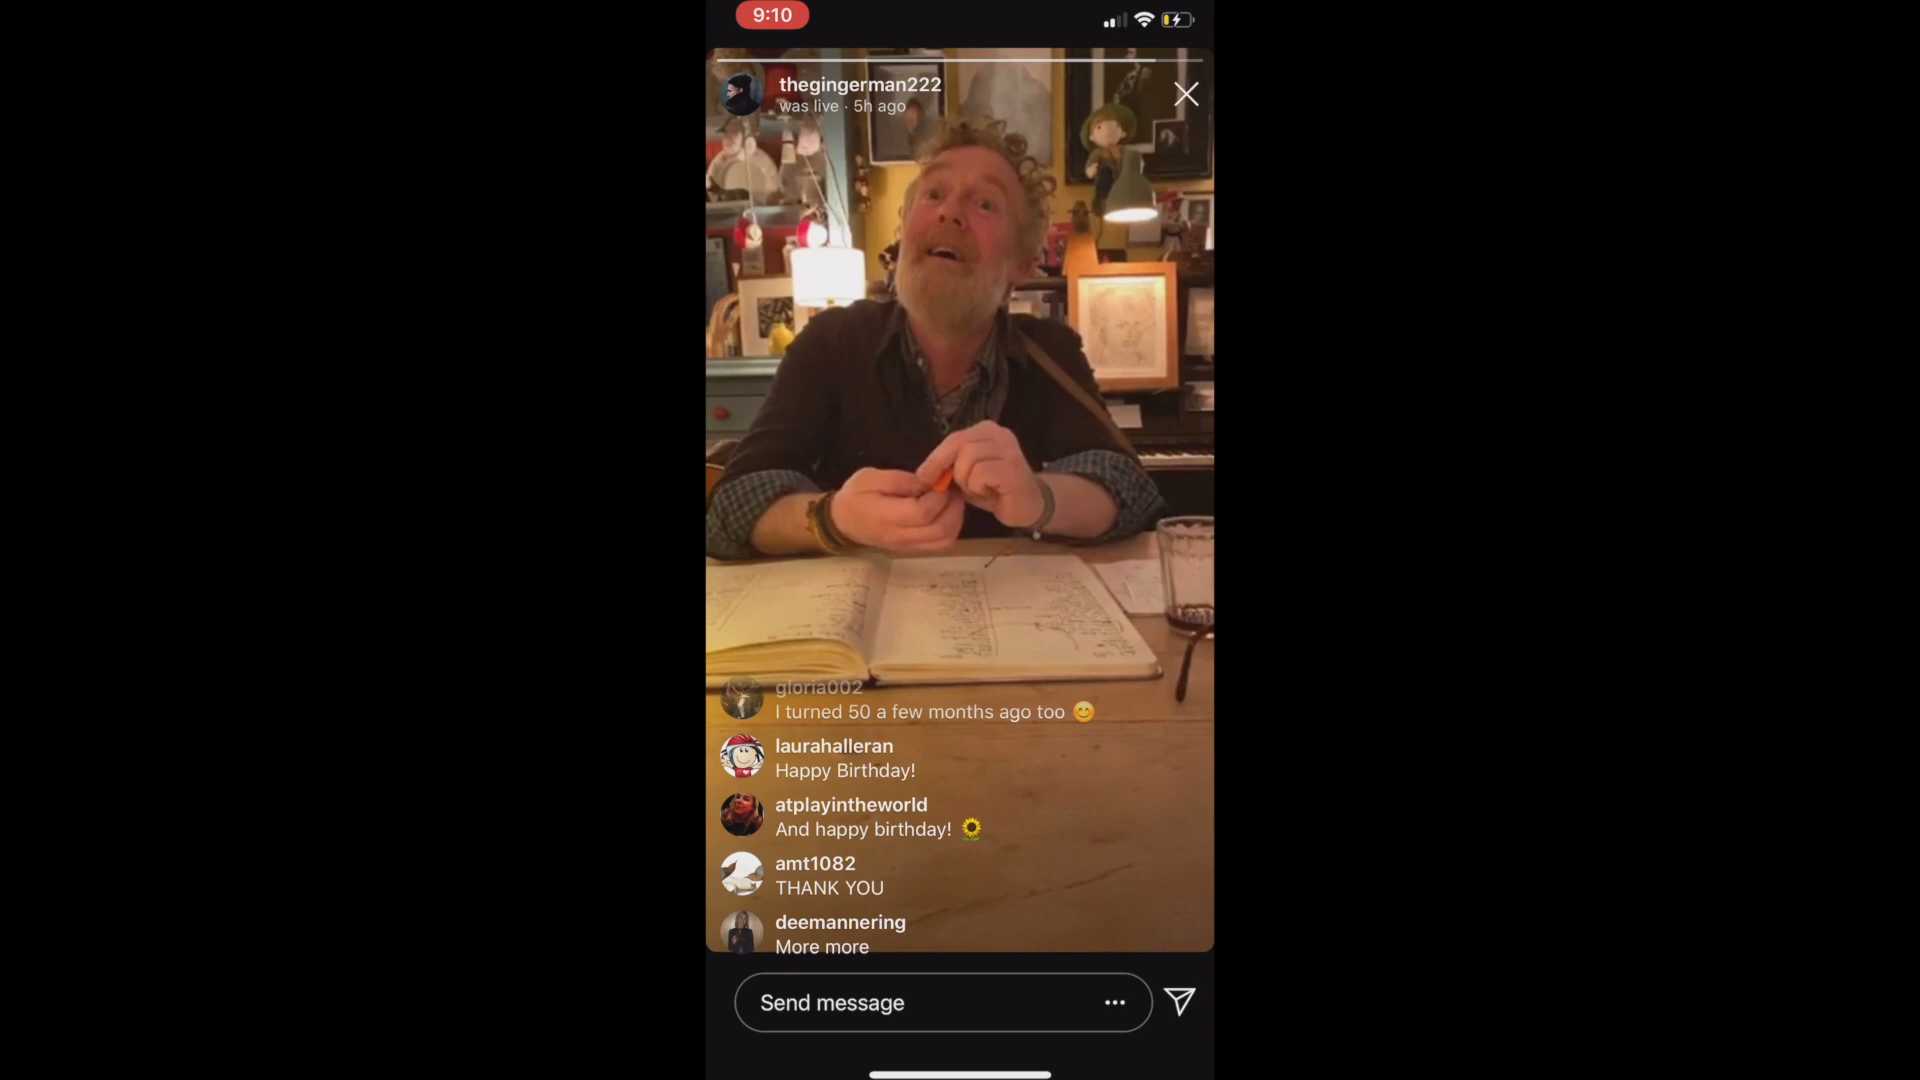 9:10
thegingerman222
was live · 5h ago
gloria002
I turned 50 a few months ago too 😊
laurahalleran
Happy Birthday!
atplayintheworld
And happy birthday! 🌻
amt1082
THANK YOU
deemannering
More more
Send message